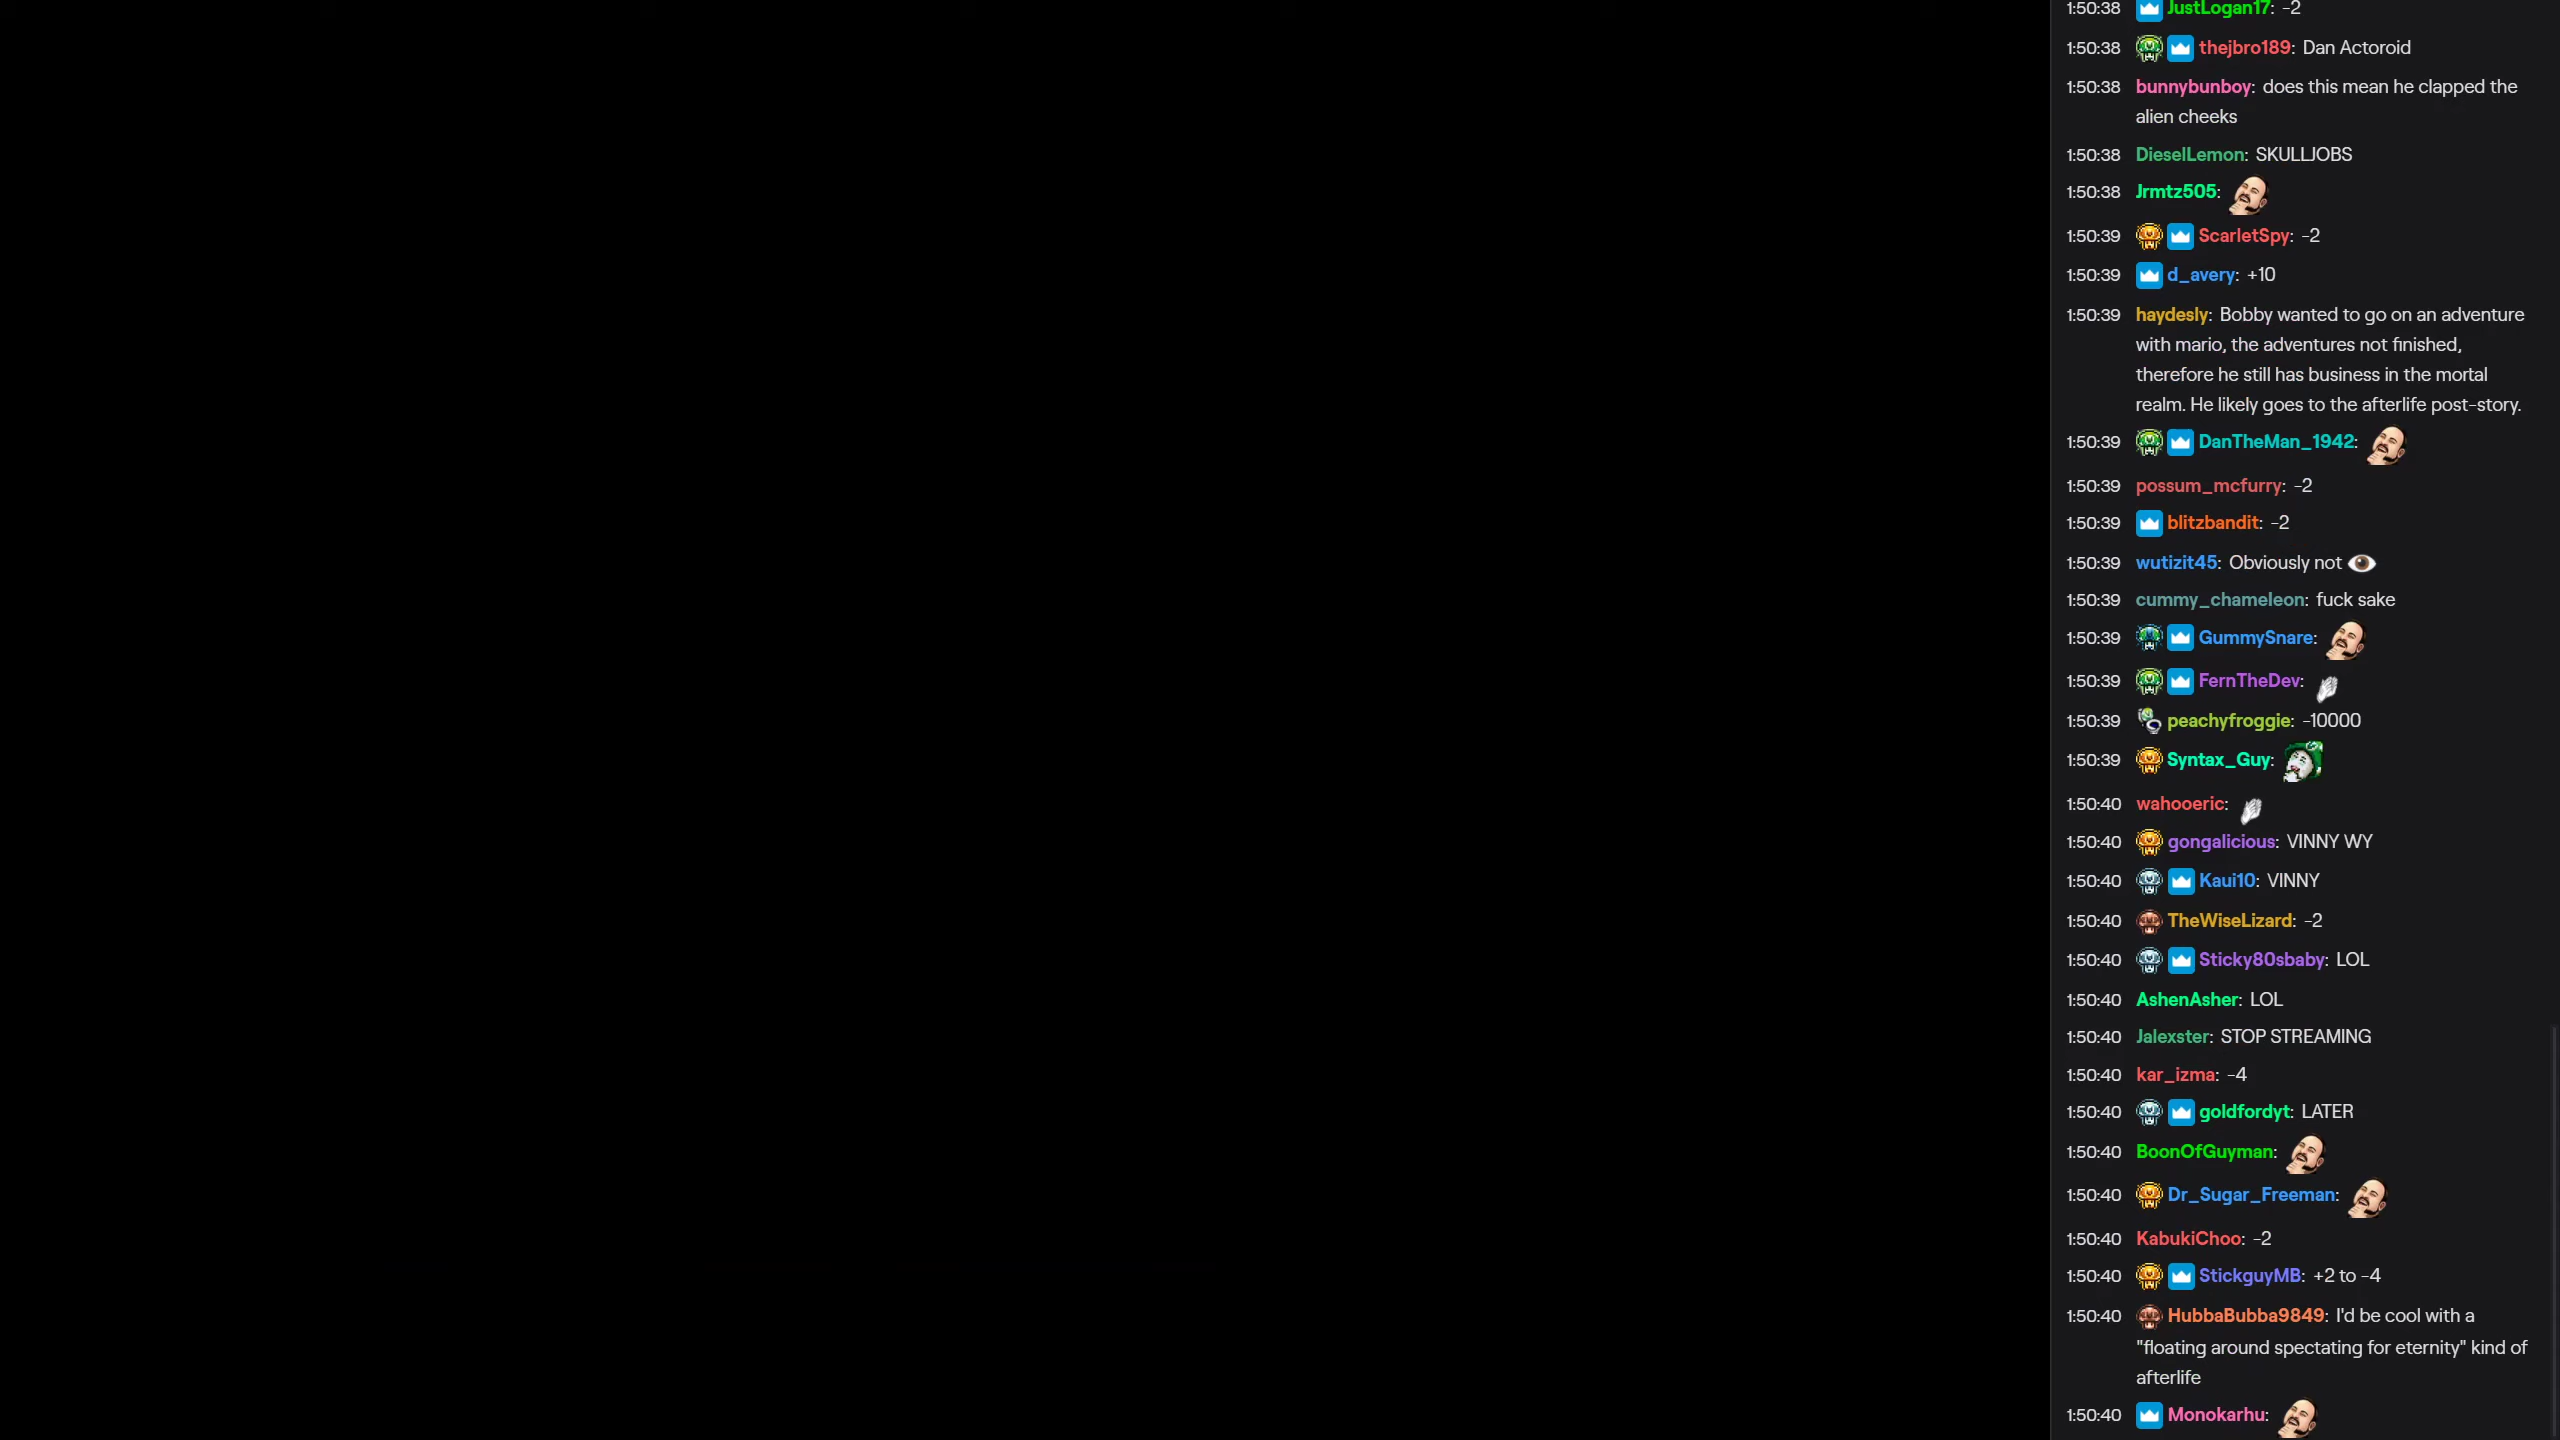 1:50:38 JustLogan17: -2
1:50:38 thejbro189: Dan Actoroid
1:50:38 bunnybunboy: does this mean he clapped the
alien cheeks
1:50:38 DieselLemon: SKULLJOBS
1:50:38 Jrmtz505:
1:50:39 ScarletSpy: -2
1:50:39 d_avery: +10
1:50:39 haydesly: Bobby wanted to go on an adventure
with mario, the adventures not finished,
therefore he still has business in the mortal
realm. He likely goes to the afterlife post-story.
1:50:39 DanTheMan_1942:
1:50:39 possum_mcfurry: -2
1:50:39 blitzbandit: -2
1:50:39 wutizit45: Obviously not
1:50:39 cummy_chameleon: fuck sake
1:50:39 GummySnare:
1:50:39 FernTheDev:
1:50:39 peachyfroggie: -10000
1:50:39 Syntax_Guy:
1:50:40 wahooeric:
1:50:40 gongalicious: VINNY WY
1:50:40 Kaui10: VINNY
1:50:40 TheWiseLizard: -2
1:50:40 Sticky80sbaby: LOL
1:50:40 AshenAsher: LOL
1:50:40 Jalexster: STOP STREAMING
1:50:40 kar_izma: -4
1:50:40 goldfordyt: LATER
1:50:40 BoonOfGuyman:
1:50:40 Dr_Sugar_Freeman:
1:50:40 KabukiChoo: -2
1:50:40 StickguyMB: +2 to -4
1:50:40 HubbaBubba9849: I'd be cool with a
"floating around spectating for eternity" kind of
afterlife
1:50:40 Monokarhu: